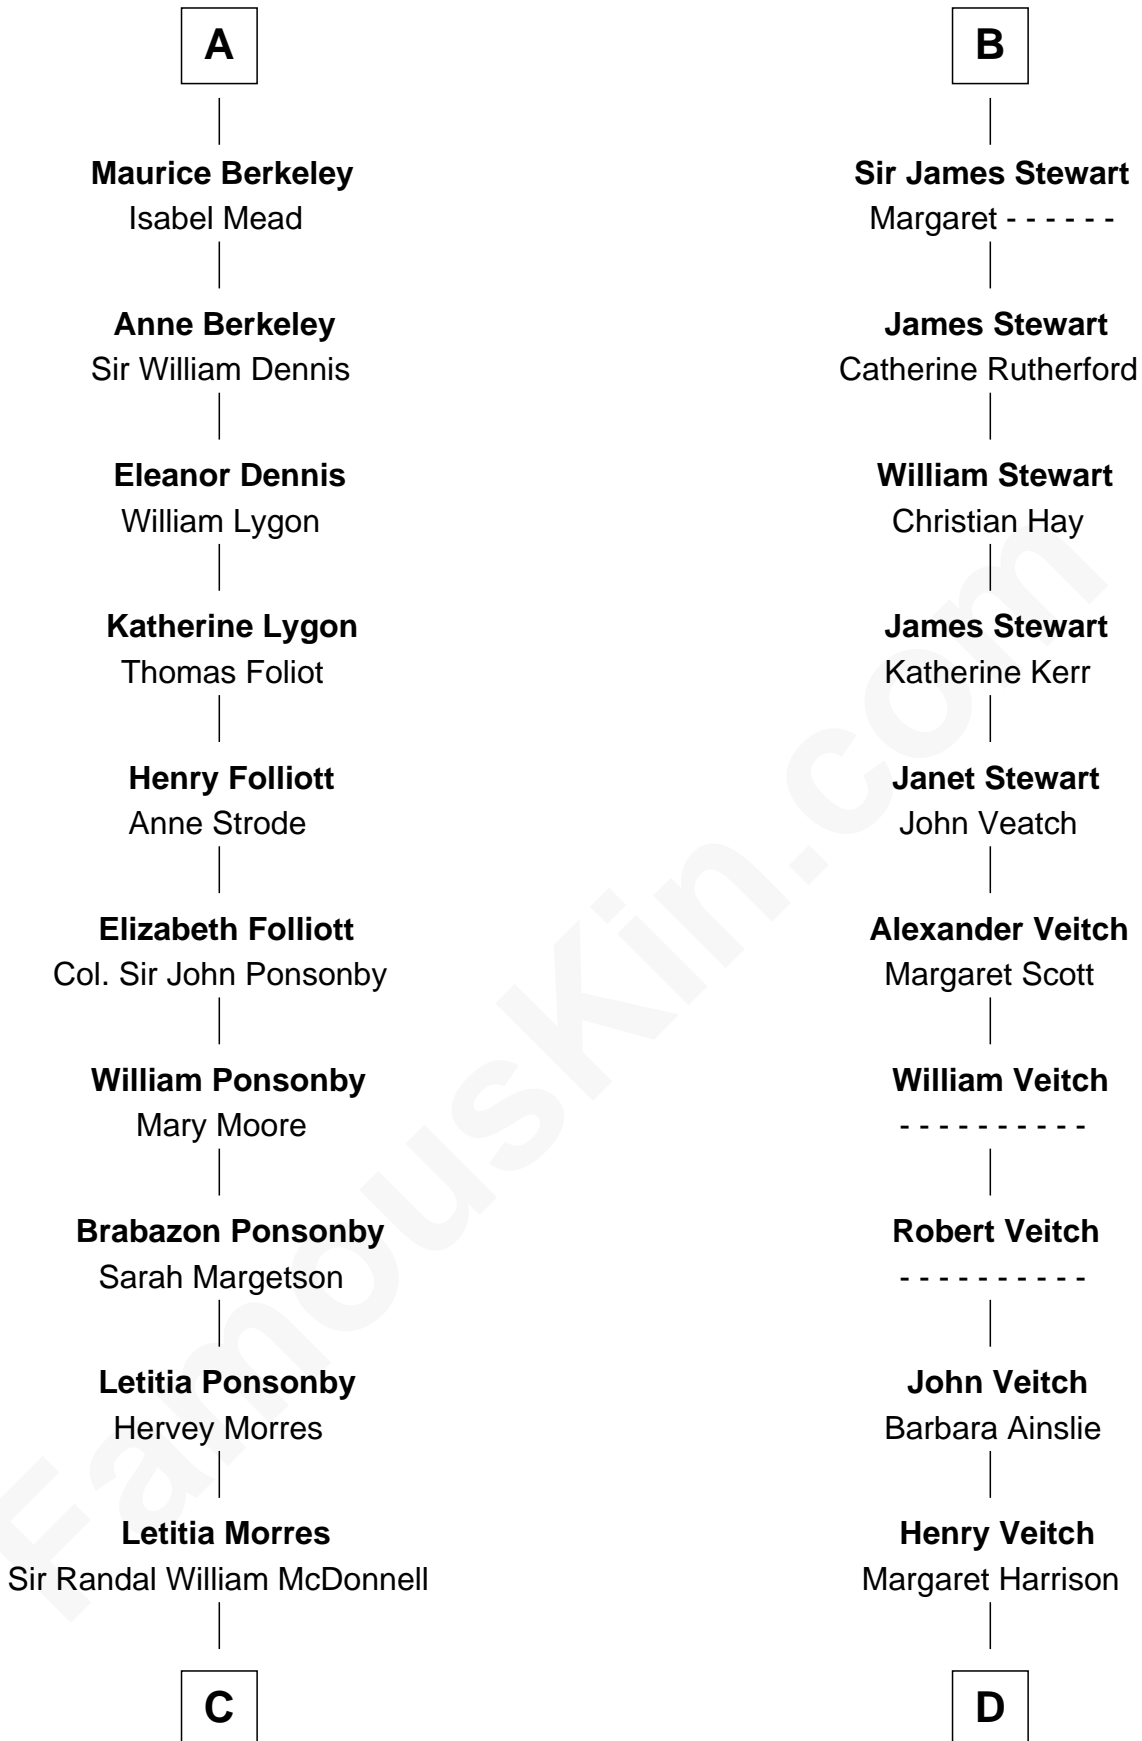 A
Maurice Berkeley
Isabel Mead
Anne Berkeley
Sir William Dennis
Eleanor Dennis
William Lygon
Katherine Lygon
Thomas Foliot
Henry Folliott
Anne Strode
Elizabeth Folliott
Col. Sir John Ponsonby
William Ponsonby
Mary Moore
Brabazon Ponsonby
Sarah Margetson
Letitia Ponsonby
Hervey Morres
Letitia Morres
Sir Randal William McDonnell
C
B
Sir James Stewart
Margaret - - - - - -
James Stewart
Catherine Rutherford
William Stewart
Christian Hay
James Stewart
Katherine Kerr
Janet Stewart
John Veatch
Alexander Veitch
Margaret Scott
William Veitch
- - - - - - - - - -
Robert Veitch
- - - - - - - - - -
John Veitch
Barbara Ainslie
Henry Veitch
Margaret Harrison
D
FamousKin.com